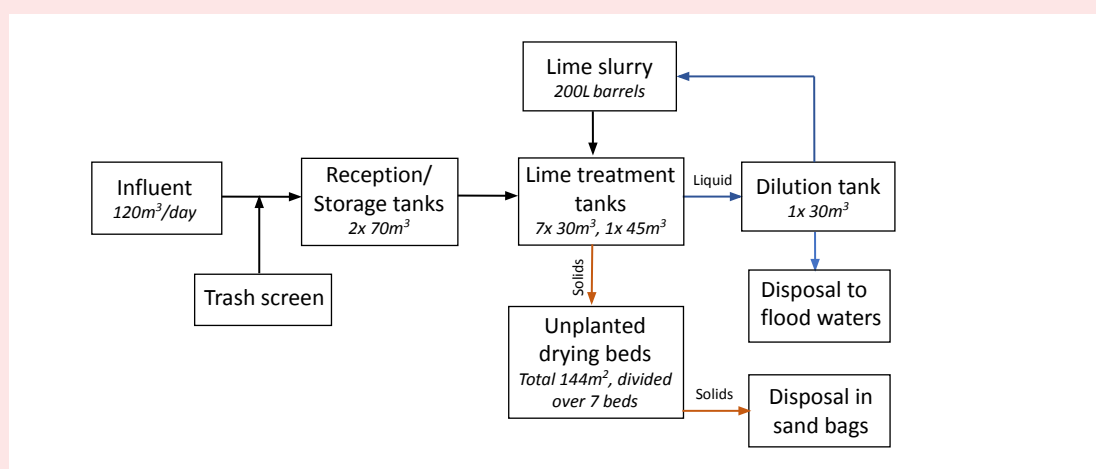 Lime slurry
200L barrels
Influent
120m³/day
Reception/
Storage tanks
2x 70m³
Lime treatment
tanks
7x 30m³, 1x 45m³
Liquid
Dilution tank
1x 30m³
Trash screen
Solids
Disposal to
flood waters
Unplanted
drying beds
Total 144m², divided
over 7 beds
Solids
Disposal in
sand bags